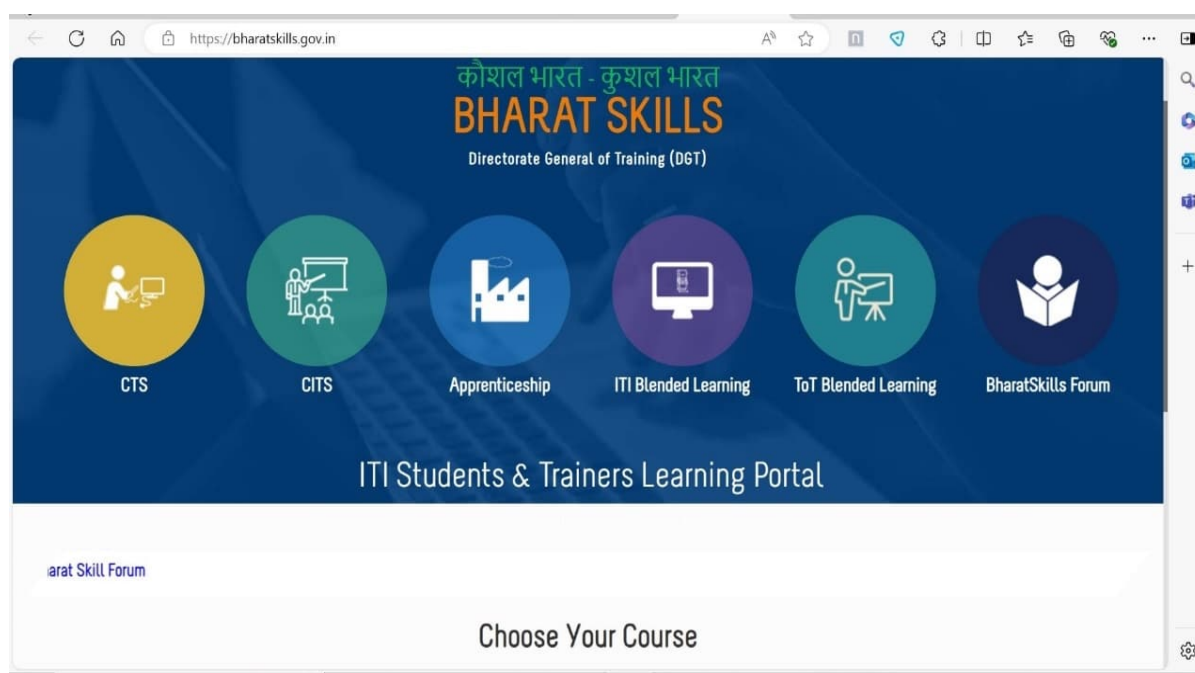 https://bharatskills.gov.in
कौशल भारत - कुशल भारत
BHARAT SKILLS
Directorate General of Training (DGT)
CTS
CITS
Apprenticeship
ITI Blended Learning
ToT Blended Learning
BharatSkills Forum
ITI Students & Trainers Learning Portal
arat Skill Forum
Choose Your Course